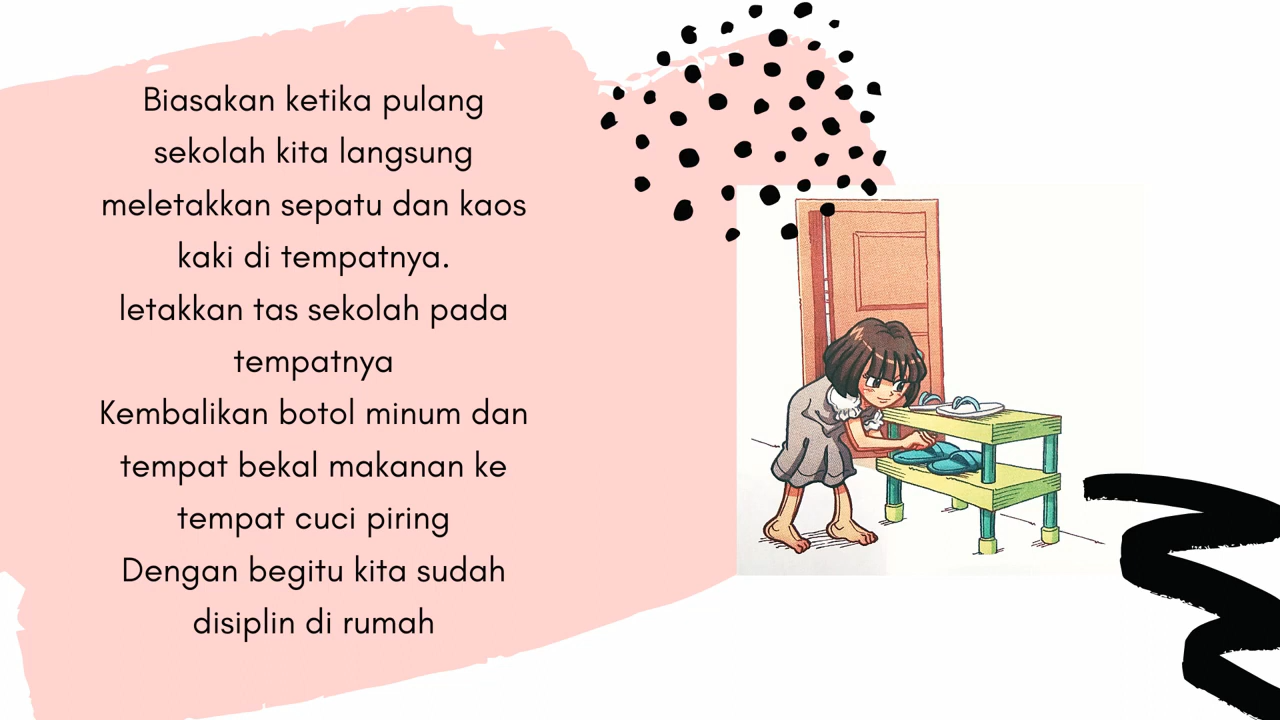 Biasakan ketika pulang
sekolah kita langsung
meletakkan sepatu dan kaos
kaki di tempatnya.
letakkan tas sekolah pada
tempatnya
Kembalikan botol minum dan
tempat bekal makanan ke
tempat cuci piring
Dengan begitu kita sudah
disiplin di rumah